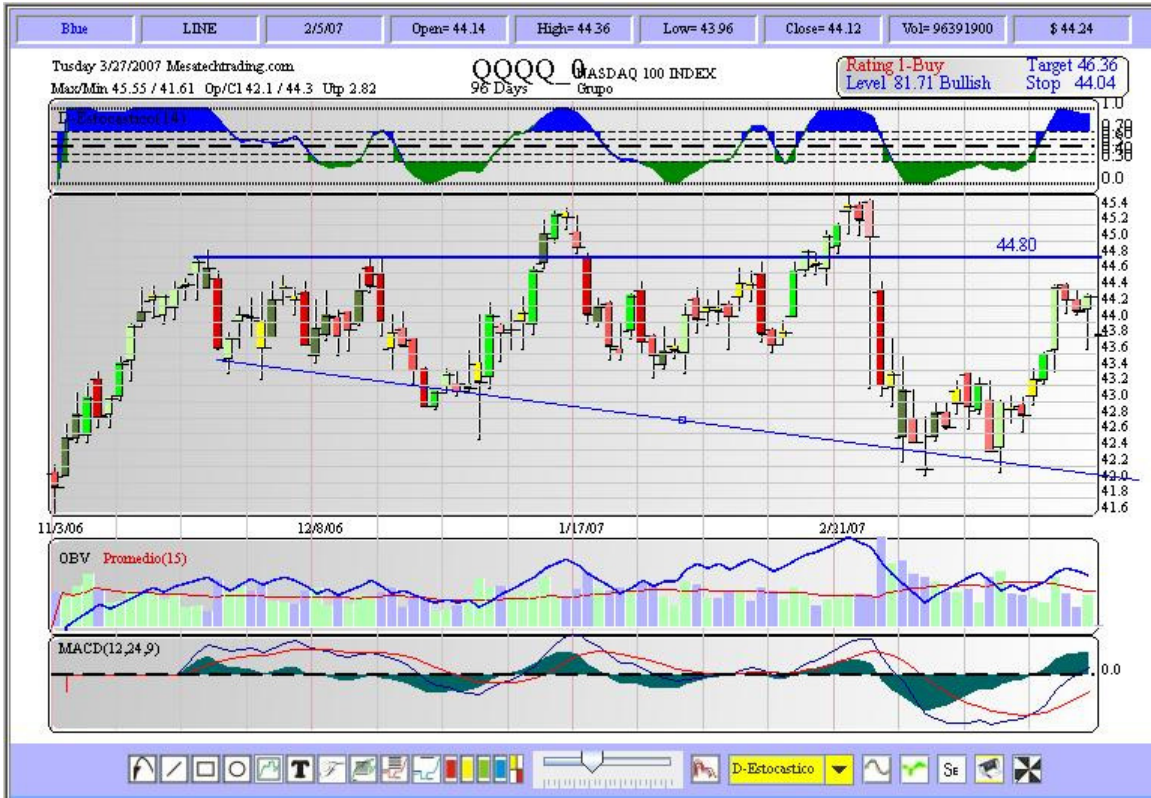 Blue LINE 2/5/07 Open= 44.14 High= 44.36 Low= 43.96 Close= 44.12 Vol= 96391900 $ 44.24
Tusday 3/27/2007 Mesatechtrading.com
QQQQ_0 NASDAQ 100 INDEX
Rating 1-Buy Target 46.36
Max/Min 45.55 / 41.61 Op/Cl 42.1 / 44.3 Utp 2.82
96 Days Grupo
Level 81.71 Bullish Stop 44.04
D-Estocastico(14)
1.0
0.70
0.30
0.0
45.4
45.2
45.0
44.80
44.8
44.6
44.4
44.2
44.0
43.8
43.6
43.4
43.2
43.0
42.8
42.6
42.4
42.2
42.0
41.8
41.6
11/3/06 12/8/06 1/17/07 2/21/07
OBV Promedio(15)
MACD(12,24,9)
0.0
T F D-Estocastico SE